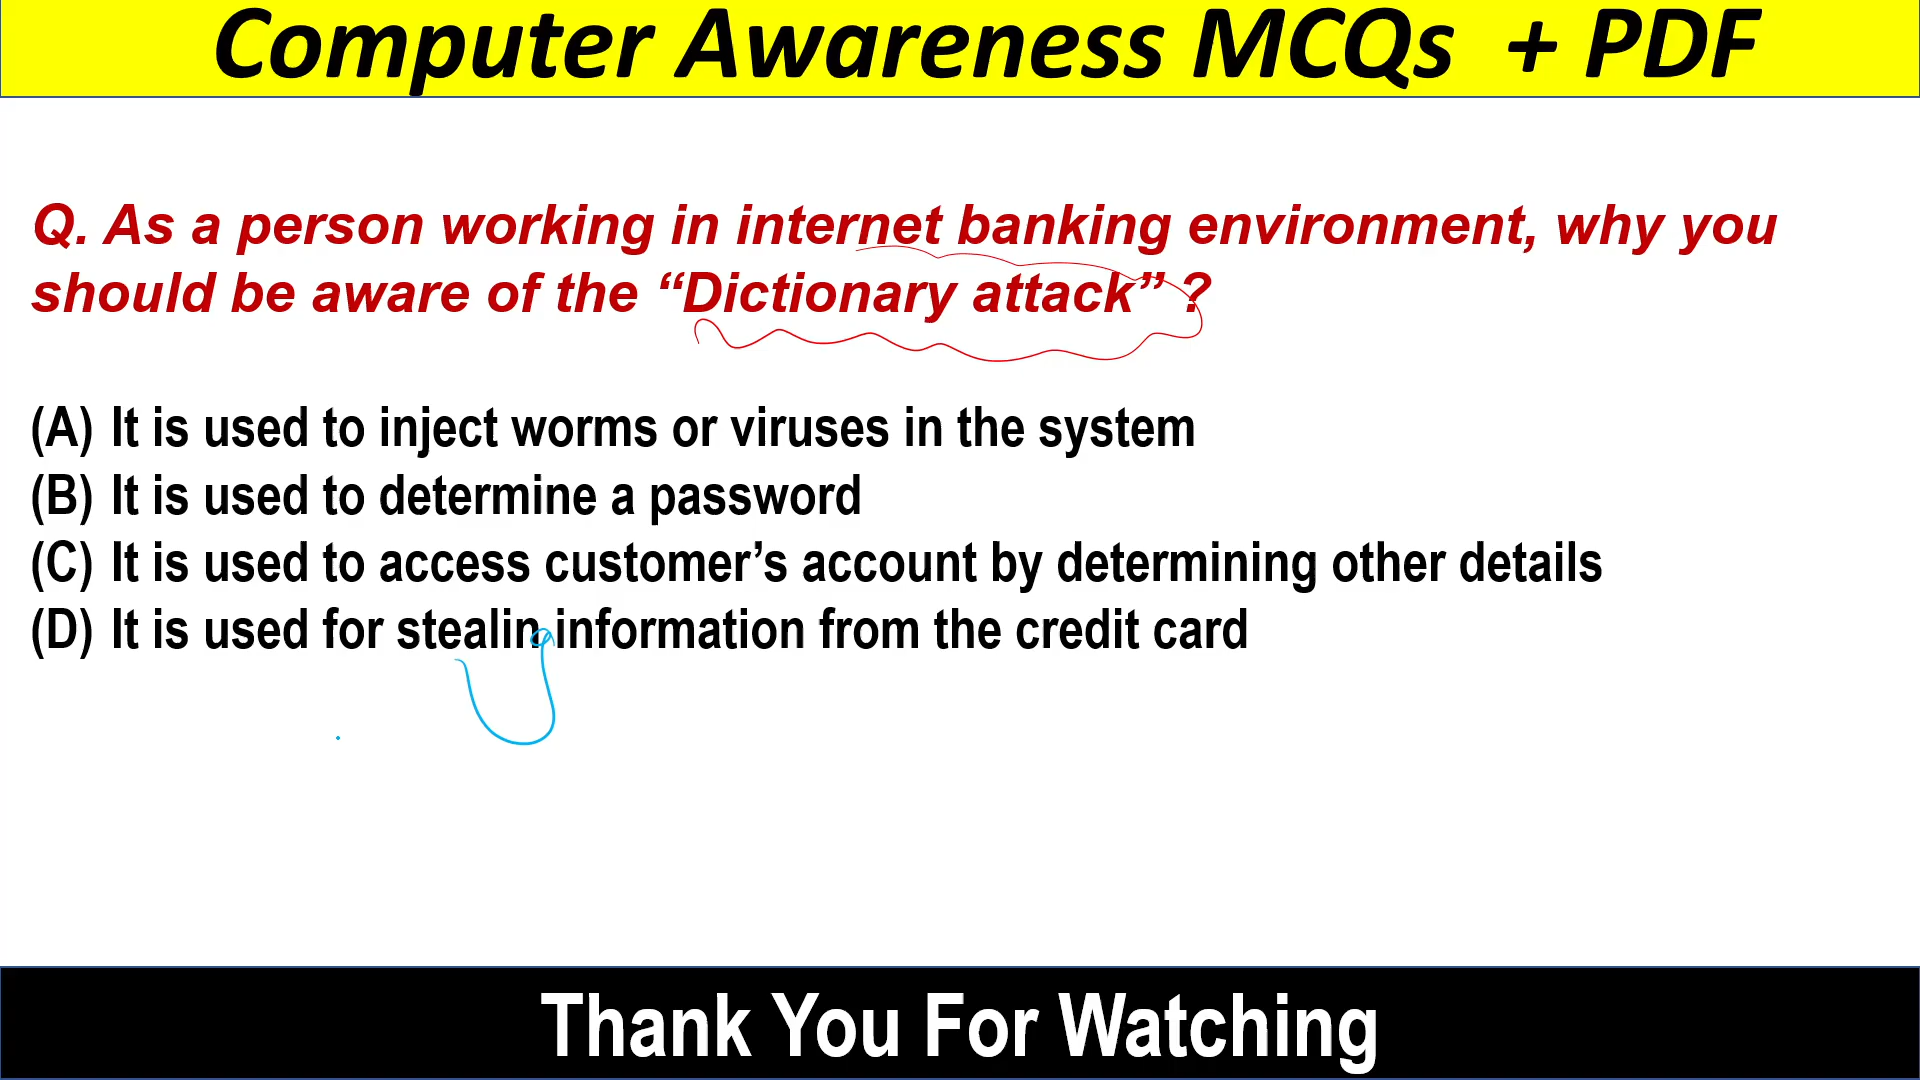 Computer Awareness MCQs + PDF
Q. As a person working in internet banking environment, why you
should be aware of the “Dictionary attack” ?
(A) It is used to inject worms or viruses in the system
(B) It is used to determine a password
(C) It is used to access customer’s account by determining other details
(D) It is used for stealin information from the credit card
Thank You For Watching